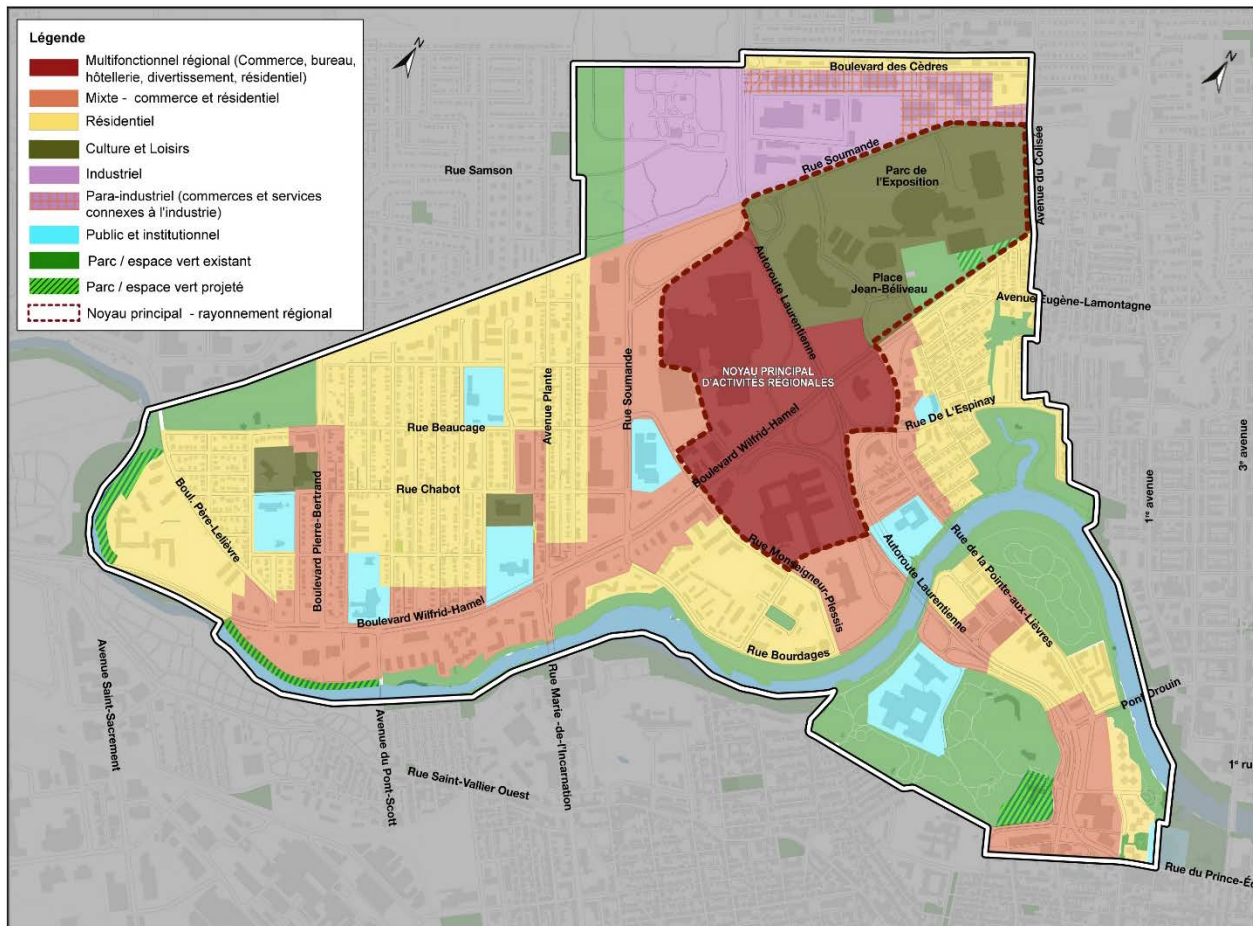 Légende
Multifonctionnel régional (Commerce, bureau,
hôtellerie, divertissement, résidentiel)
Mixte - commerce et résidentiel
Résidentiel
Culture et Loisirs
Industriel
Para-industriel (commerces et services
connexes à l'industrie)
Public et institutionnel
Parc / espace vert existant
Parc / espace vert projeté
Noyau principal - rayonnement régional
N
N
Boulevard des Cèdres
Rue Samson
Rue Soumande
Parc de
l'Exposition
Avenue du Colisée
Autoroute Laurentienne
Place
Jean-Béliveau
Avenue Eugène-Lamontagne
NOYAU PRINCIPAL
D'ACTIVITÉS RÉGIONALES
Rue Soumande
Avenue Plante
Rue Beaucage
Rue De L'Espinay
Boulevard Wilfrid-Hamel
3e avenue
1re avenue
Rue Chabot
Boul. Père-Lelièvre
Boulevard Pierre-Bertrand
Rue Monseigneur-Plessis
Autoroute Laurentienne
Rue de la Pointe-aux-Lièvres
Boulevard Wilfrid-Hamel
Rue Bourdages
Pont Drouin
Avenue Saint-Sacrement
Avenue du Pont-Scott
Rue Marie -de-l'Incarnation
Rue Saint-Vallier Ouest
1e ru
Rue du Prince-Éd